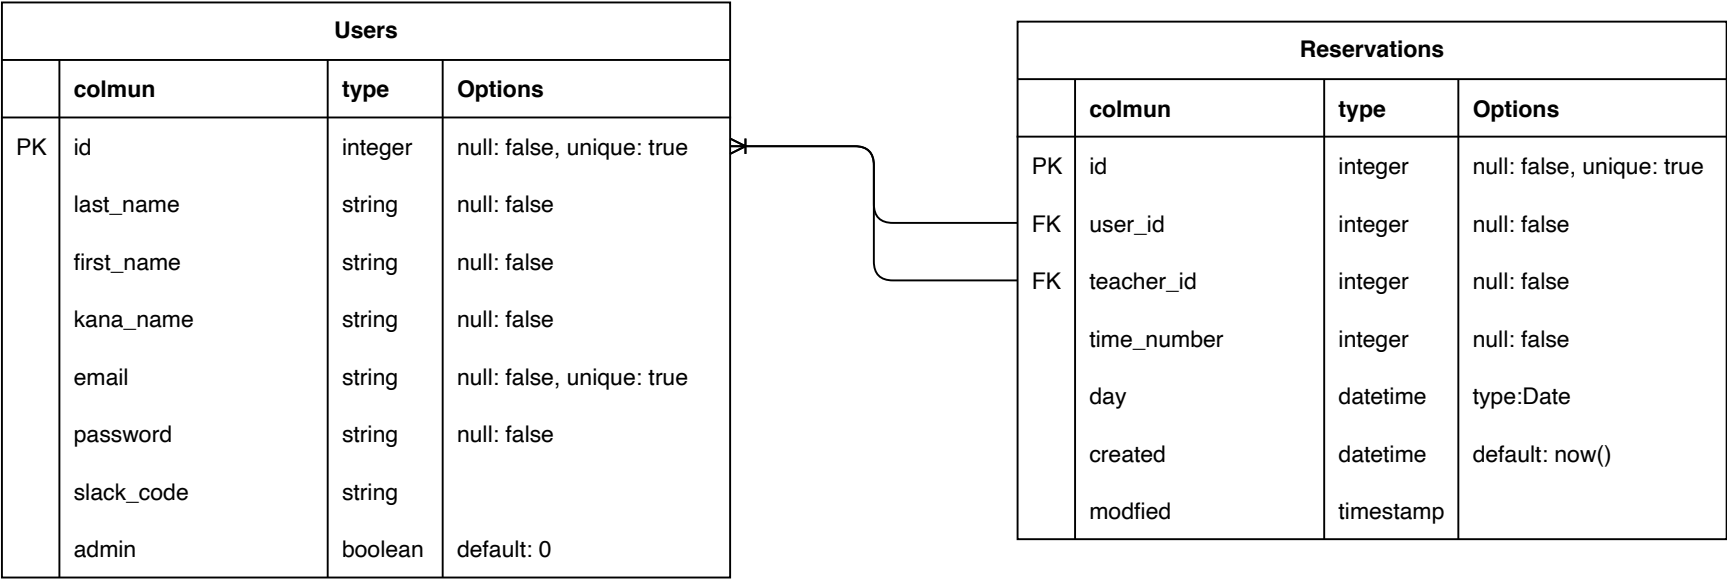 Users
colmun type Options
PK id integer null: false, unique: true
last_name string null: false
first_name string null: false
kana_name string null: false
email string null: false, unique: true
password string null: false
slack_code string
admin boolean default: 0
Reservations
colmun type Options
PK id integer null: false, unique: true
FK user_id integer null: false
FK teacher_id integer null: false
time_number integer null: false
day datetime type:Date
created datetime default: now()
modfied timestamp